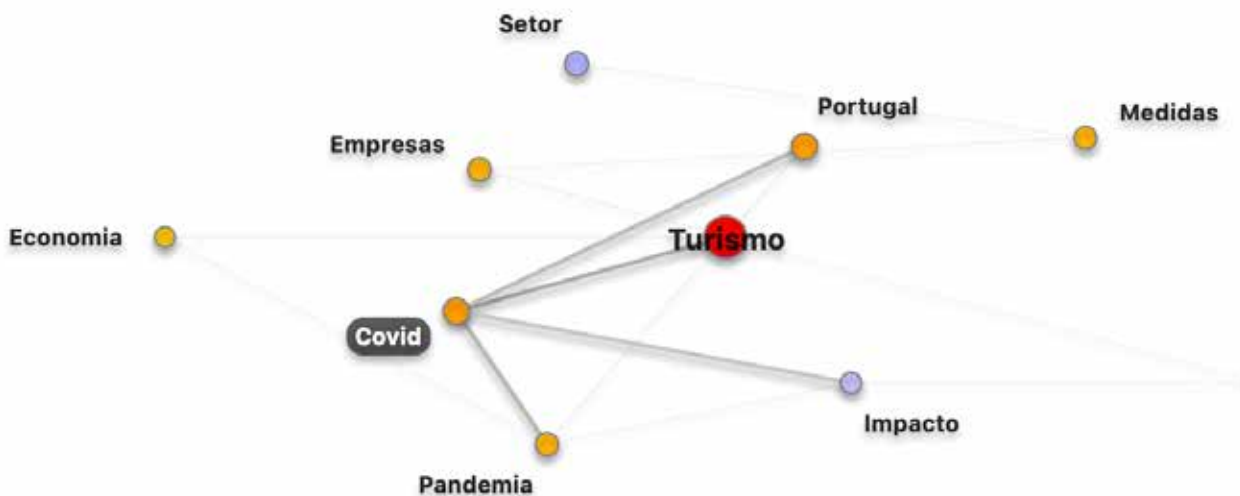 Setor
Portugal
Medidas
Empresas
Economia
Turismo
Covid
Impacto
Pandemia